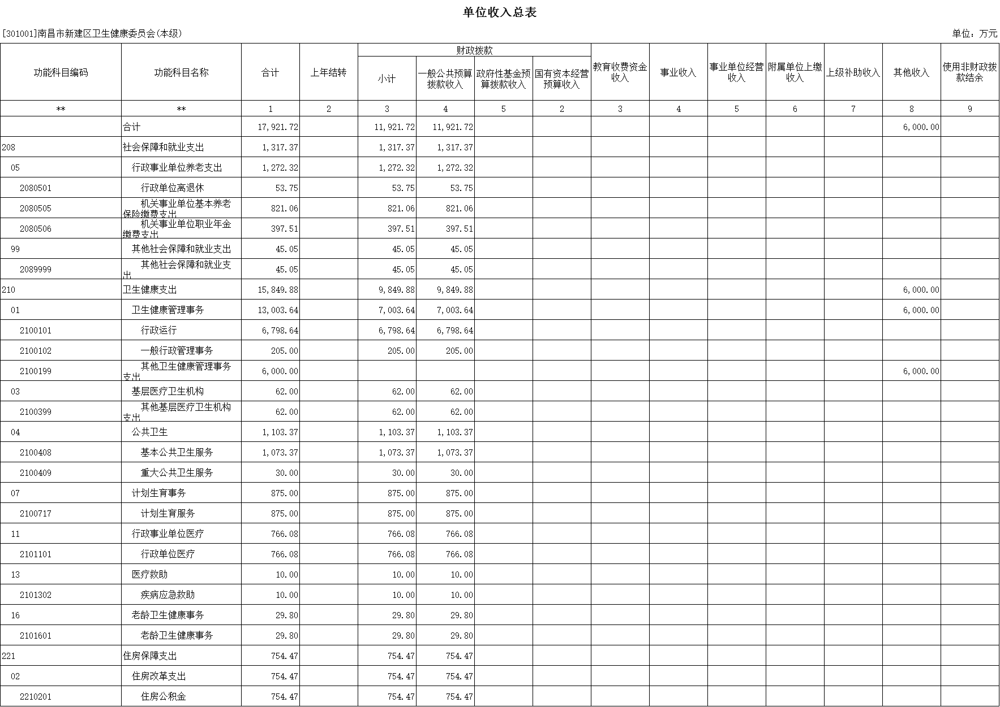 单位收入总表
[301001]南昌市新建区卫生健康委员会(本级) 单位：万元
功能科目编码 功能科目名称 合计 上年结转 财政拨款 教育收费资金收入 事业收入 事业单位经营收入 附属单位上缴收入 上级补助收入 其他收入 使用非财政拨款结余
小计 一般公共预算拨款收入 政府性基金预算拨款收入 国有资本经营预算收入
** ** 1 2 3 4 5 2 3 4 5 6 7 8 9
合计 17,921.72 11,921.72 11,921.72 6,000.00
208 社会保障和就业支出 1,317.37 1,317.37 1,317.37
05 行政事业单位养老支出 1,272.32 1,272.32 1,272.32
2080501 行政单位离退休 53.75 53.75 53.75
2080505 机关事业单位基本养老保险缴费支出 821.06 821.06 821.06
2080506 机关事业单位职业年金缴费支出 397.51 397.51 397.51
99 其他社会保障和就业支出 45.05 45.05 45.05
2089999 其他社会保障和就业支出 45.05 45.05 45.05
210 卫生健康支出 15,849.88 9,849.88 9,849.88 6,000.00
01 卫生健康管理事务 13,003.64 7,003.64 7,003.64 6,000.00
2100101 行政运行 6,798.64 6,798.64 6,798.64
2100102 一般行政管理事务 205.00 205.00 205.00
2100199 其他卫生健康管理事务支出 6,000.00 6,000.00
03 基层医疗卫生机构 62.00 62.00 62.00
2100399 其他基层医疗卫生机构支出 62.00 62.00 62.00
04 公共卫生 1,103.37 1,103.37 1,103.37
2100408 基本公共卫生服务 1,073.37 1,073.37 1,073.37
2100409 重大公共卫生服务 30.00 30.00 30.00
07 计划生育事务 875.00 875.00 875.00
2100717 计划生育服务 875.00 875.00 875.00
11 行政事业单位医疗 766.08 766.08 766.08
2101101 行政单位医疗 766.08 766.08 766.08
13 医疗救助 10.00 10.00 10.00
2101302 疾病应急救助 10.00 10.00 10.00
16 老龄卫生健康事务 29.80 29.80 29.80
2101601 老龄卫生健康事务 29.80 29.80 29.80
221 住房保障支出 754.47 754.47 754.47
02 住房改革支出 754.47 754.47 754.47
2210201 住房公积金 754.47 754.47 754.47